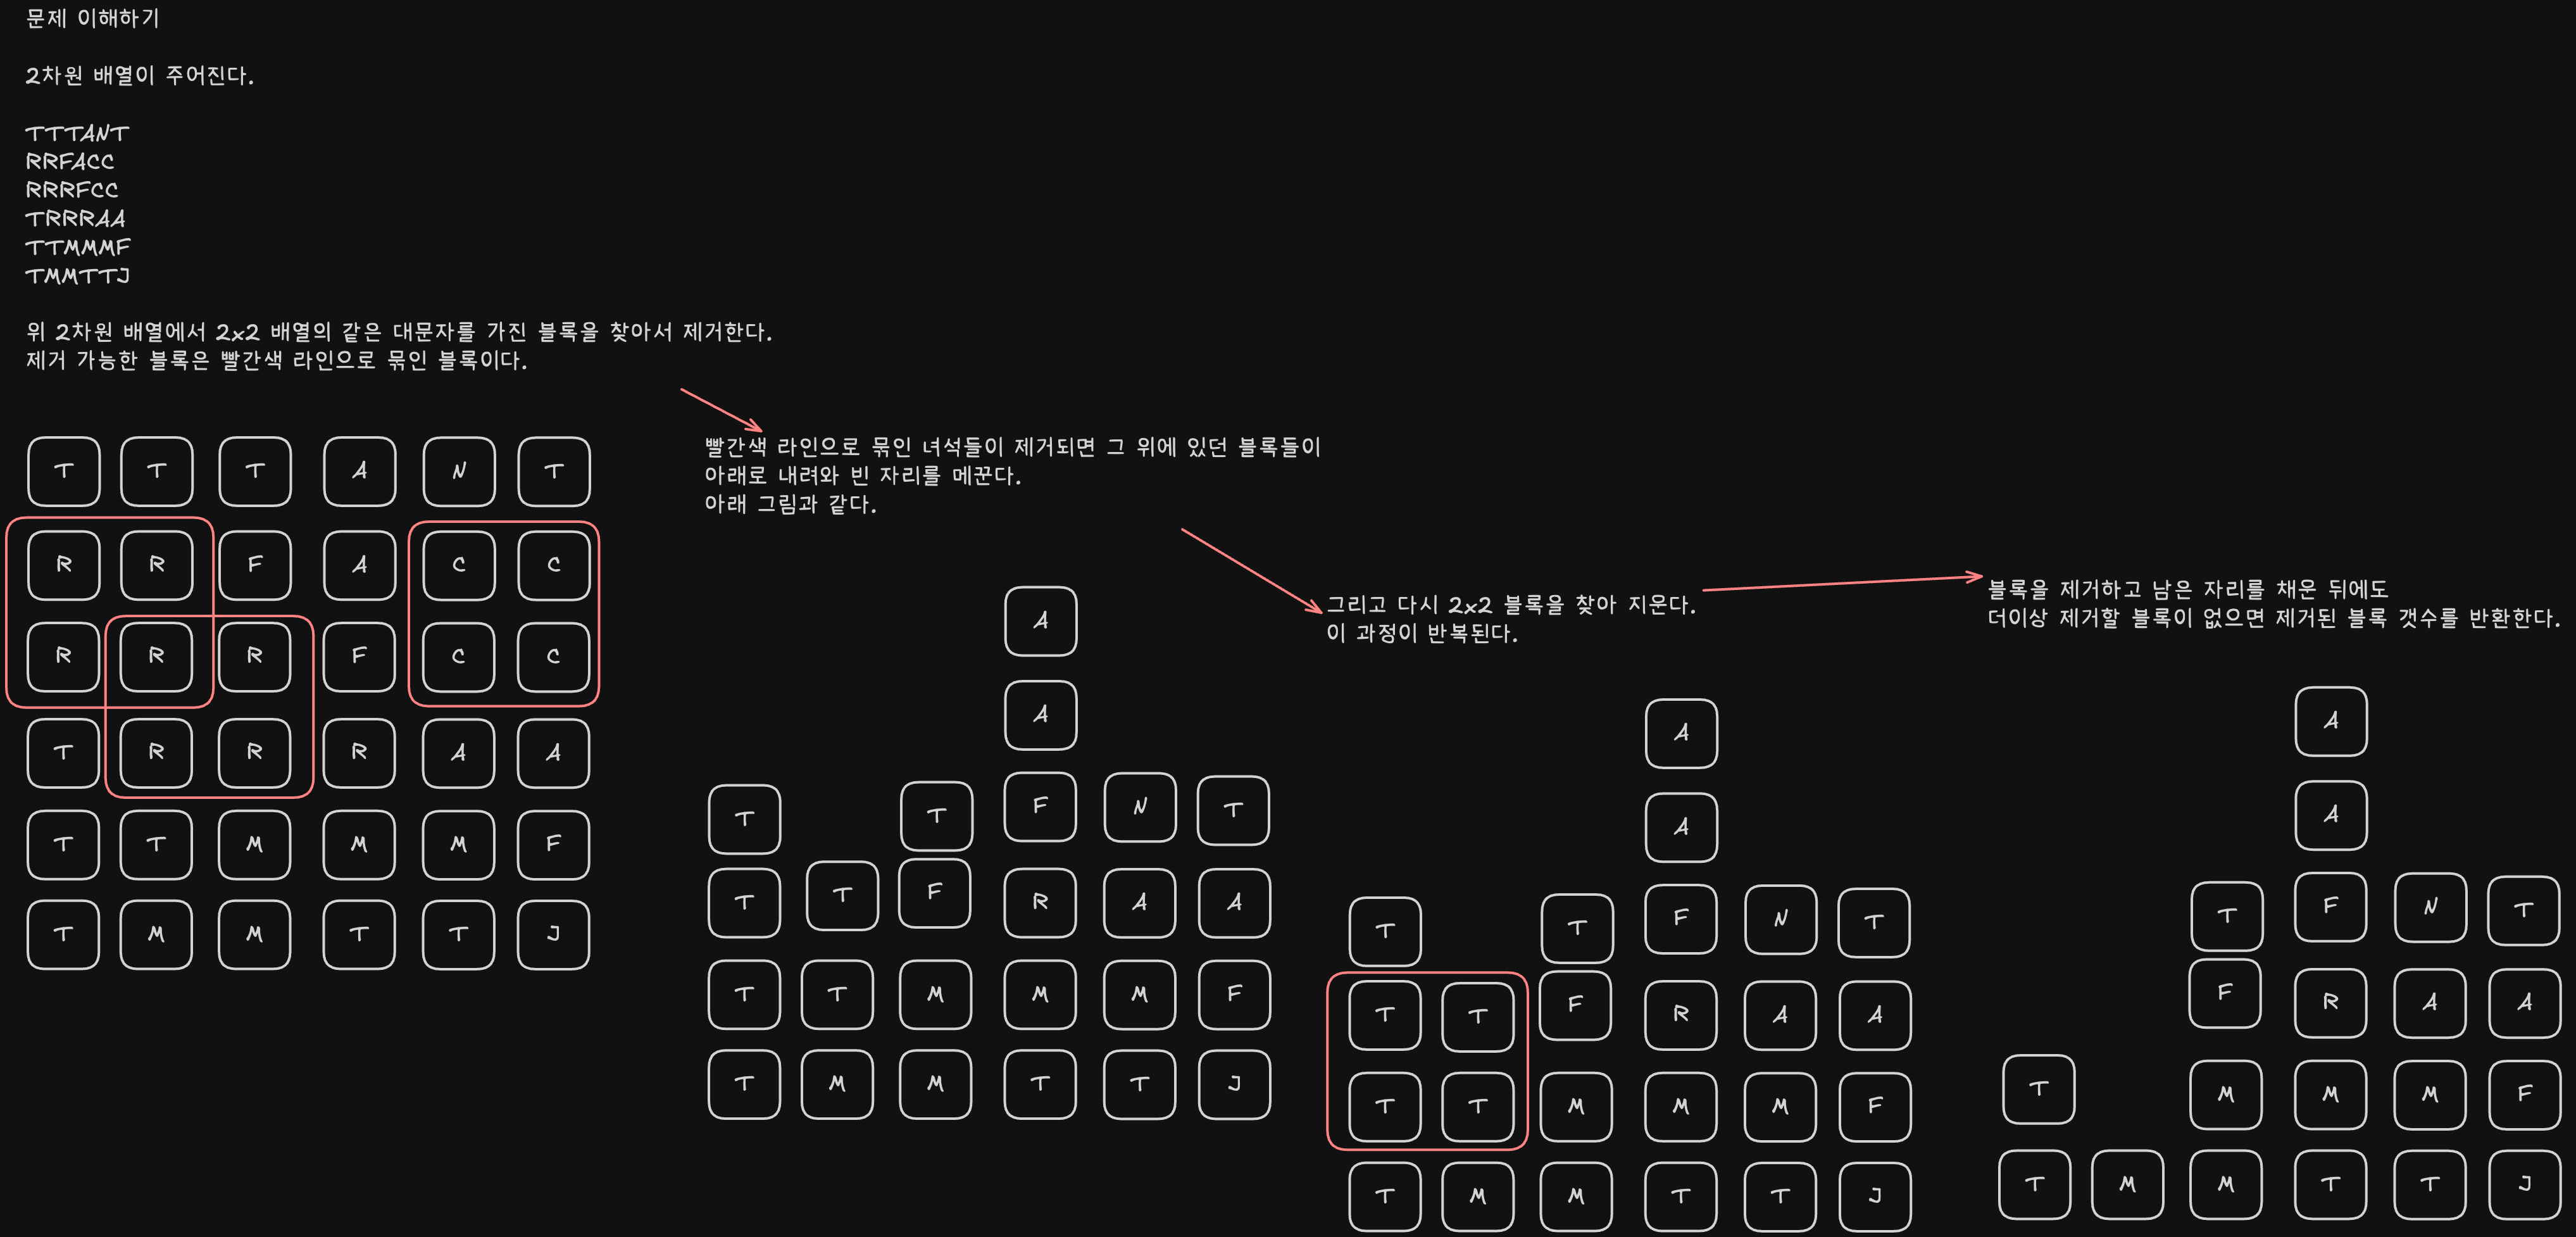 문제 이해하기
2차원 배열이 주어진다.
TTTANT
RRFACC
RRRFCC
TRRRAA
TTMMMF
TMMTTJ
위 2차원 배열에서 2x2 배열의 같은 대문자를 가진 블록을 찾아서 제거한다.
제거 가능한 블록은 빨간색 라인으로 묶인 블록이다.
T T T A N T
R R F A C C
R R R F C C
T R R R A A
T T M M M F
T M M T T J
빨간색 라인으로 묶인 녀석들이 제거되면 그 위에 있던 블록들이
아래로 내려와 빈 자리를 메꾼다.
아래 그림과 같다.
A
A
T T F N T
T T F R A A
T T M M M F
T M M T T J
그리고 다시 2x2 블록을 찾아 지운다.
이 과정이 반복된다.
A
A
T T F N T
T T F R A A
T T M M M F
T M M T T J
블록을 제거하고 남은 자리를 채운 뒤에도
더이상 제거할 블록이 없으면 제거된 블록 갯수를 반환한다.
A
A
T F N T
F R A A
T M M M F
T M M T T J